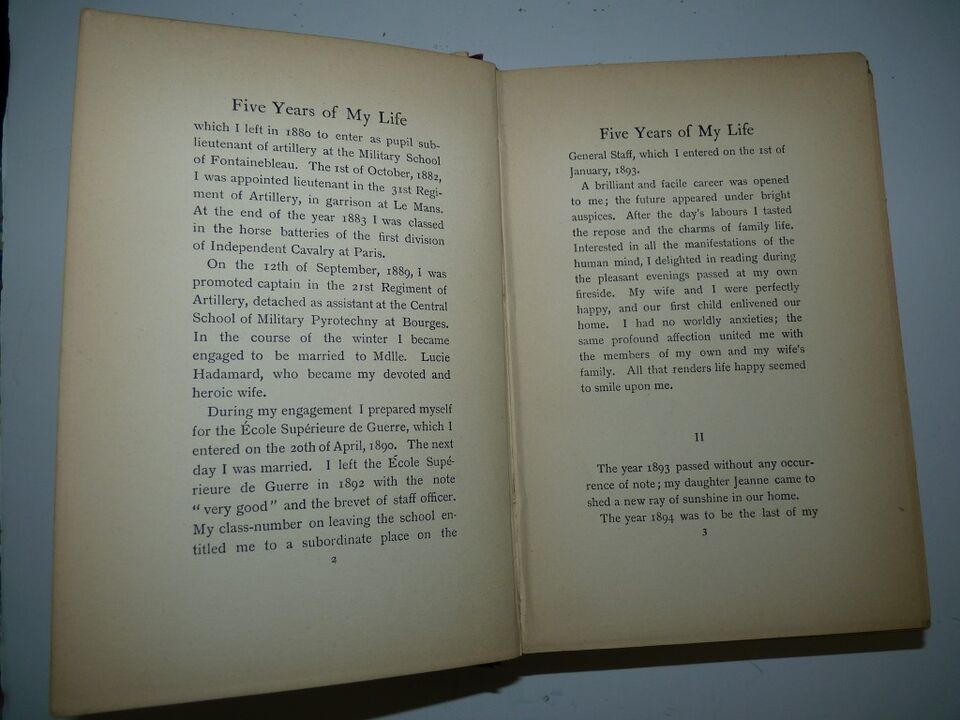 Five Years of My Life
which I left in 1880 to enter as pupil sub-
lieutenant of artillery at the Military School
of Fontainebleau. The 1st of October, 1882,
I was appointed lieutenant in the 31st Regi-
ment of Artillery, in garrison at Le Mans.
At the end of the year 1883 I was classed
in the horse batteries of the first division
of Independent Cavalry at Paris.
On the 12th of September, 1889, I was
promoted captain in the 21st Regiment of
Artillery, detached as assistant at the Central
School of Military Pyrotechny at Bourges.
In the course of the winter I became
engaged to be married to Mdlle. Lucie
Hadamard, who became my devoted and
heroic wife.
During my engagement I prepared myself
for the École Supérieure de Guerre, which I
entered on the 20th of April, 1890. The next
day I was married. I left the École Supé-
rieure de Guerre in 1892 with the note
"very good" and the brevet of staff officer.
My class-number on leaving the school en-
titled me to a subordinate place on the
2
Five Years of My Life
General Staff, which I entered on the 1st of
January, 1893.
A brilliant and facile career was opened
to me; the future appeared under bright
auspices. After the day's labours I tasted
the repose and the charms of family life.
Interested in all the manifestations of the
human mind, I delighted in reading during
the pleasant evenings passed at my own
fireside. My wife and I were perfectly
happy, and our first child enlivened our
home. I had no worldly anxieties; the
same profound affection united me with
the members of my own and my wife's
family. All that renders life happy seemed
to smile upon me.
II
The year 1893 passed without any occur-
rence of note; my daughter Jeanne came to
shed a new ray of sunshine in our home.
The year 1894 was to be the last of my
3